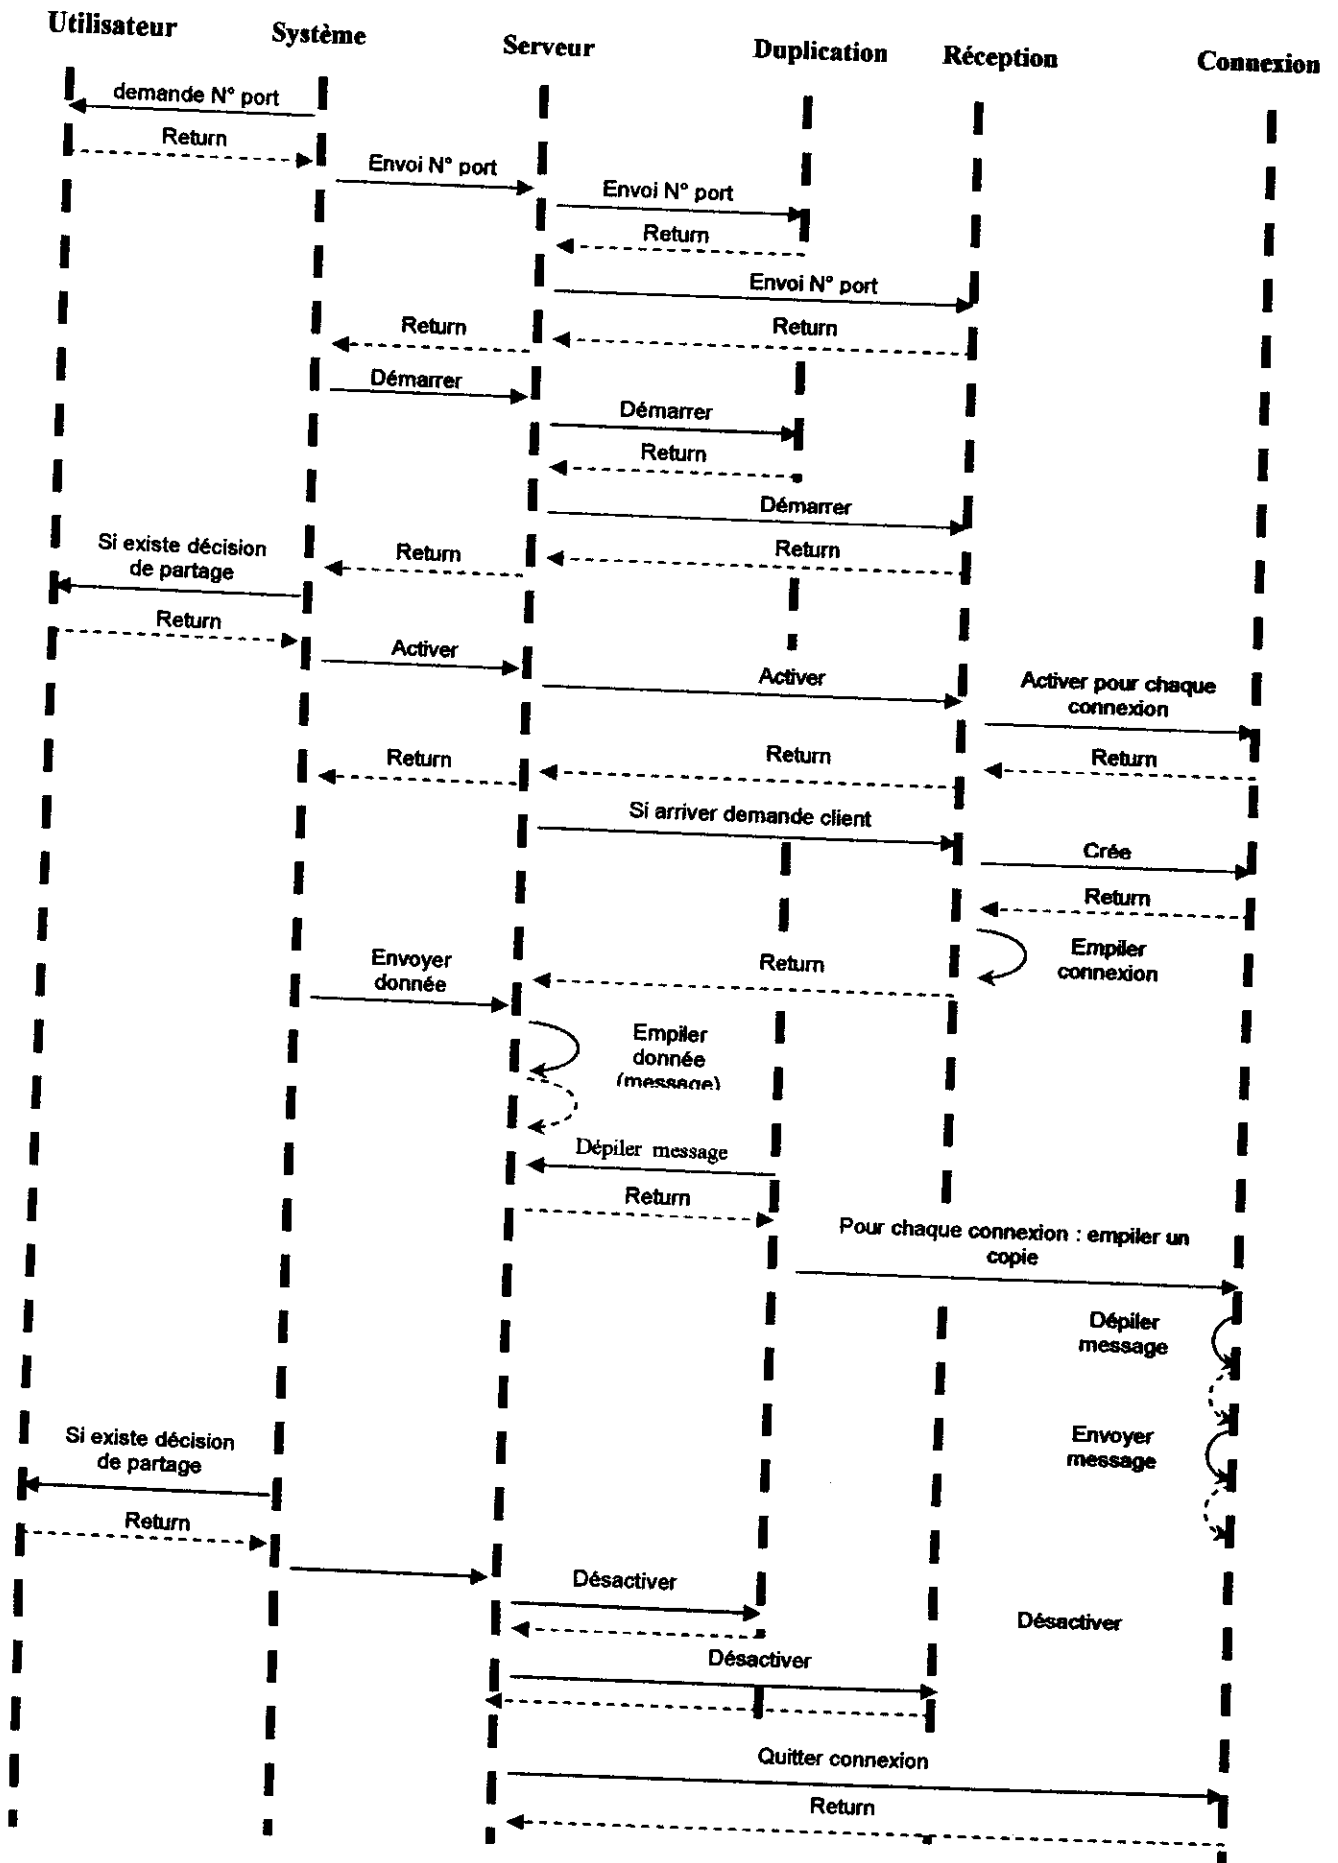 Utilisateur
Système
Serveur
Duplication
Réception
Connexion
demande N° port
Return
Envoi N° port
Envoi N° port
Return
Envoi N° port
Return
Return
Démarrer
Démarrer
Return
Démarrer
Si existe décision
de partage
Return
Return
Return
Activer
Activer
Activer pour chaque
connexion
Return
Return
Return
Si arriver demande client
Crée
Return
Empiler
connexion
Envoyer
donnée
Return
Empiler
donnée
(message)
Dépiler message
Return
Pour chaque connexion : empiler un
copie
Dépiler
message
Si existe décision
de partage
Envoyer
message
Return
Désactiver
Désactiver
Désactiver
Quitter connexion
Return